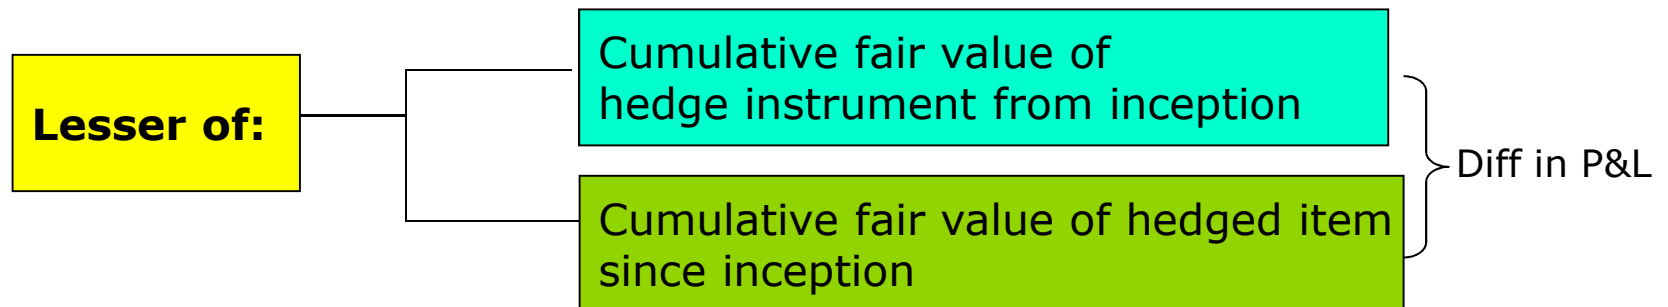 Lesser of:
Cumulative fair value of
hedge instrument from inception
Cumulative fair value of hedged item
since inception
Diff in P&L